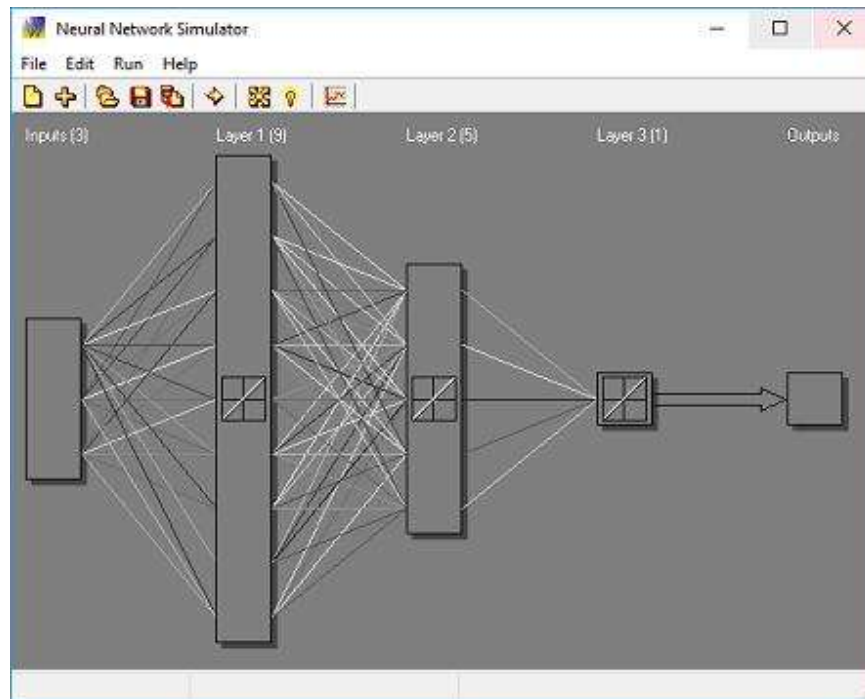 Neural Network Simulator
File Edit Run Help
Inputs (3) Layer 1 (9) Layer 2 (5) Layer 3 (1) Outputs